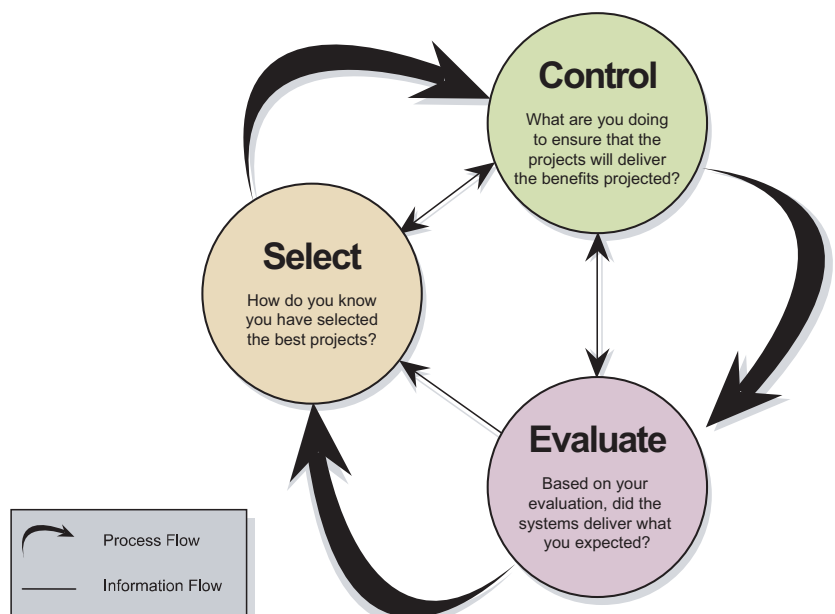 Control
What are you doing
to ensure that the
projects will deliver
the benefits projected?
Select
How do you know
you have selected
the best projects?
Evaluate
Based on your
evaluation, did the
systems deliver what
you expected?
Process Flow
Information Flow